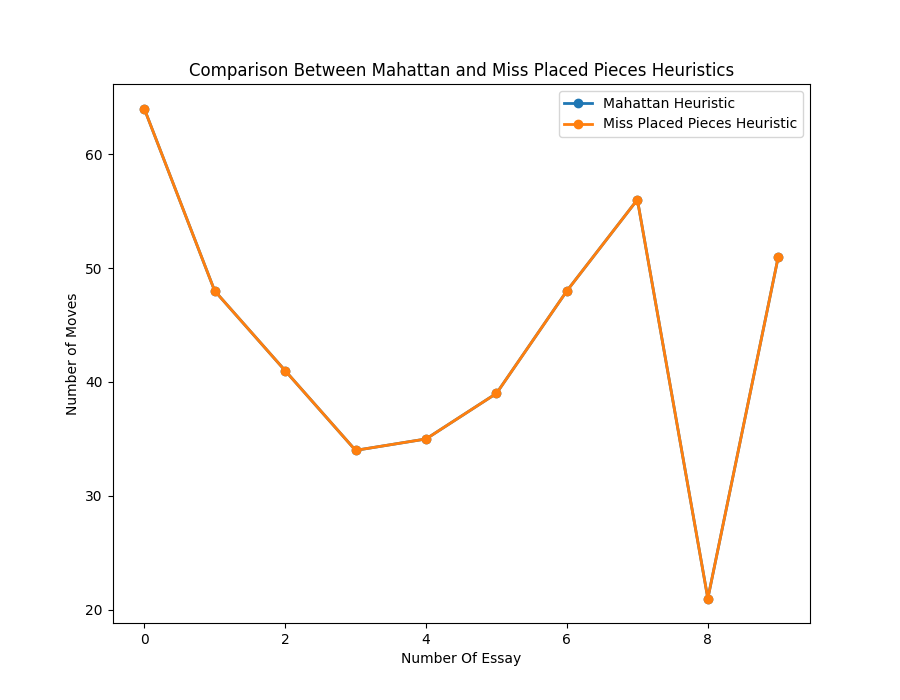 Comparison Between Mahattan and Miss Placed Pieces Heuristics
Mahattan Heuristic
Miss Placed Pieces Heuristic
Number of Moves
60
50
40
30
20
0 2 4 6 8
Number Of Essay